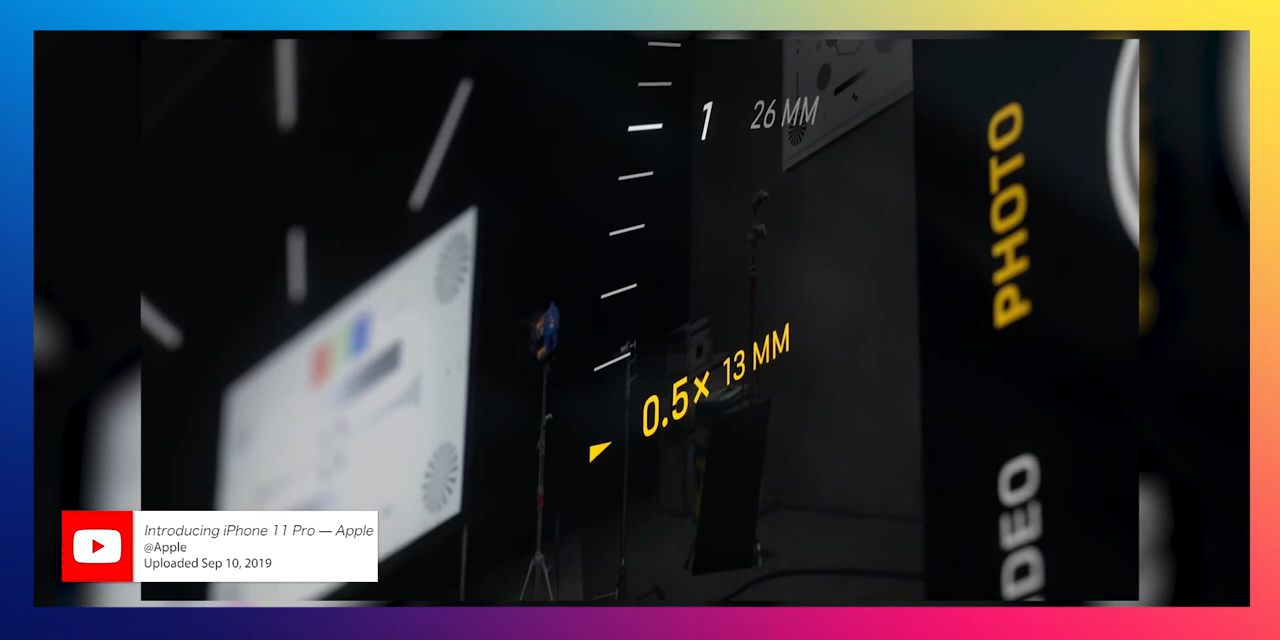 1 26 MM
0.5× 13 MM
PHOTO
DEO
Introducing iPhone 11 Pro — Apple
@Apple
Uploaded Sep 10, 2019